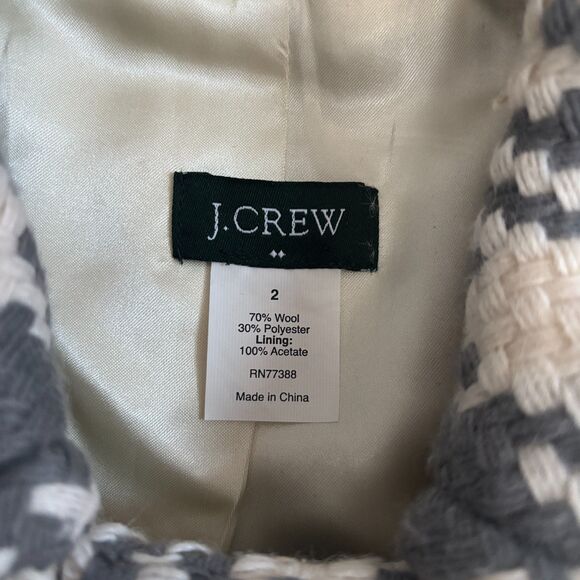 J.CREW
2
70% Wool
30% Polyester
Lining:
100% Acetate
RN77388
Made in China